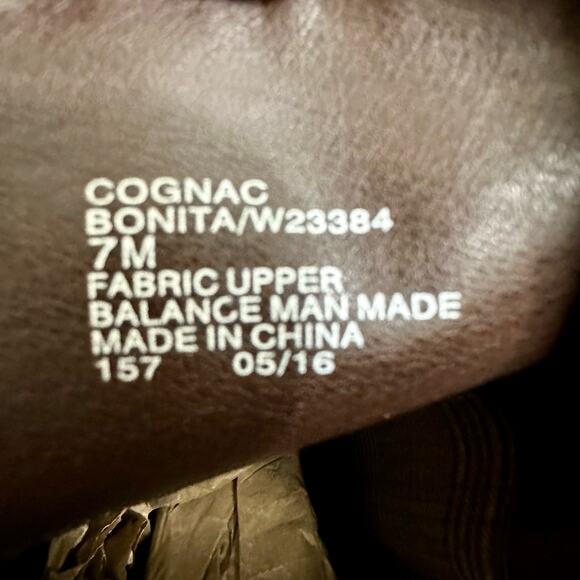 COGNAC
BONITA/W23384
7M
FABRIC UPPER
BALANCE MAN MADE
MADE IN CHINA
157 05/16